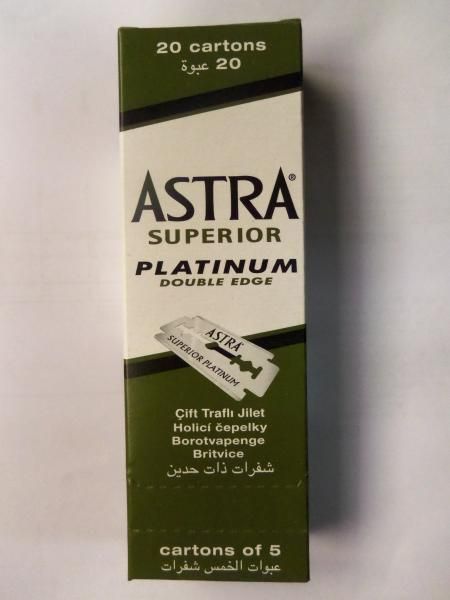 20 cartons
20 عبوة
ASTRA®
SUPERIOR
PLATINUM
DOUBLE EDGE
ASTRA
SUPERIOR PLATINUM
Çift Traflı Jilet
Holicí čepelky
Borotvapenge
Britvice
شفرات ذات حدين
cartons of 5
عبوات الخمس شفرات